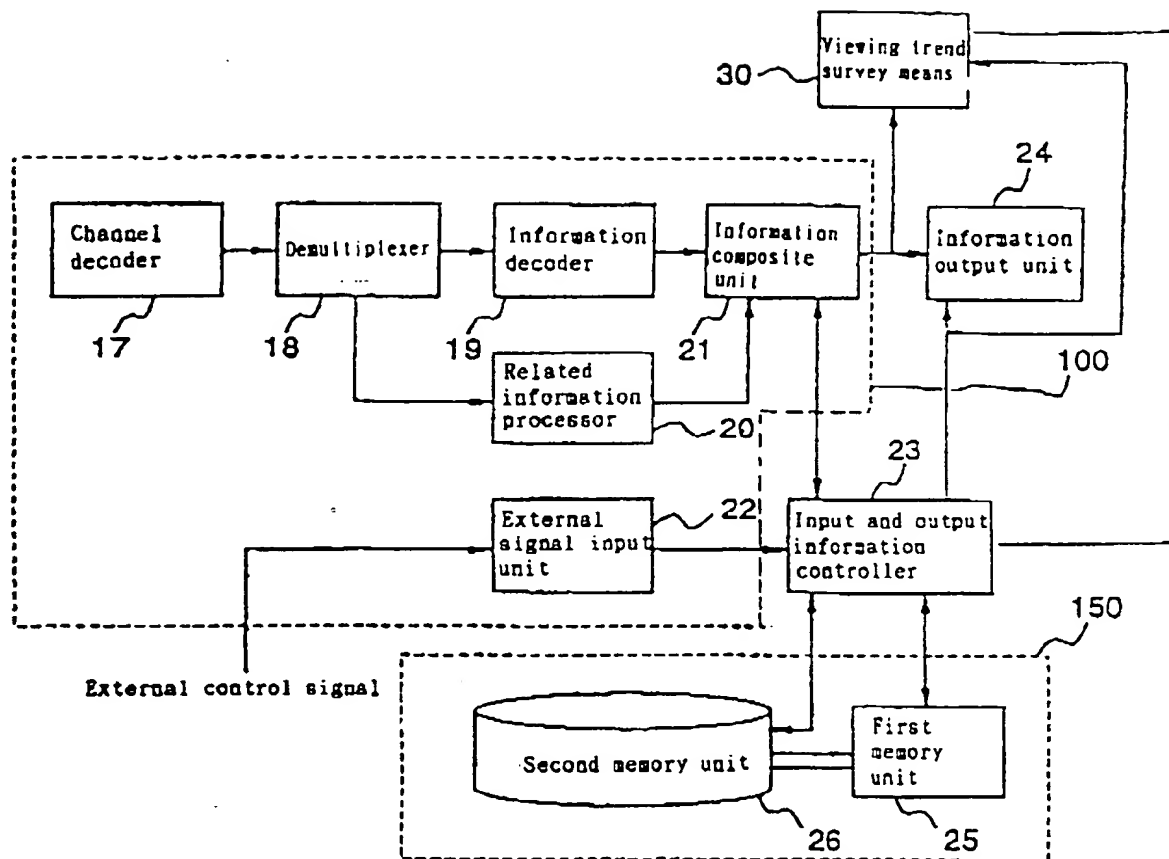 Viewing trend
survey means
30
24
Channel
decoder
Demultiplexer
Information
decoder
Information
composite
unit
Information
output unit
17
18
19
21
100
Related
information
processor
20
23
22
External
signal input
unit
Input and output
information
controller
150
External control signal
Second memory unit
First
memory
unit
26
25